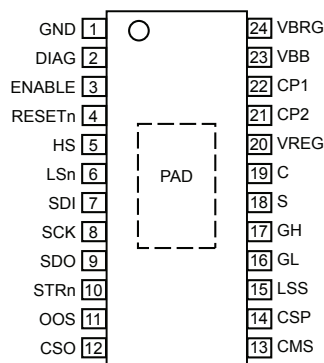 GND 1
DIAG 2
ENABLE 3
RESETn 4
HS 5
LSn 6
SDI 7
SCK 8
SDO 9
STRn 10
OOS 11
CSO 12
PAD
24 VBRG
23 VBB
22 CP1
21 CP2
20 VREG
19 C
18 S
17 GH
16 GL
15 LSS
14 CSP
13 CMS